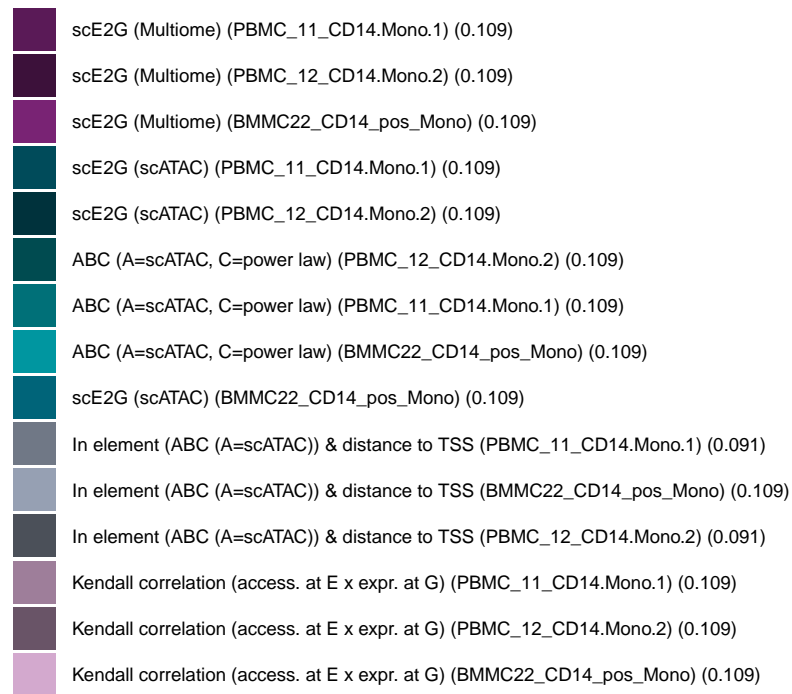 scE2G (Multiome) (PBMC_11_CD14.Mono.1) (0.109)
scE2G (Multiome) (PBMC_12_CD14.Mono.2) (0.109)
scE2G (Multiome) (BMMC22_CD14_pos_Mono) (0.109)
scE2G (scATAC) (PBMC_11_CD14.Mono.1) (0.109)
scE2G (scATAC) (PBMC_12_CD14.Mono.2) (0.109)
ABC (A=scATAC, C=power law) (PBMC_12_CD14.Mono.2) (0.109)
ABC (A=scATAC, C=power law) (PBMC_11_CD14.Mono.1) (0.109)
ABC (A=scATAC, C=power law) (BMMC22_CD14_pos_Mono) (0.109)
scE2G (scATAC) (BMMC22_CD14_pos_Mono) (0.109)
In element (ABC (A=scATAC)) & distance to TSS (PBMC_11_CD14.Mono.1) (0.091)
In element (ABC (A=scATAC)) & distance to TSS (BMMC22_CD14_pos_Mono) (0.109)
In element (ABC (A=scATAC)) & distance to TSS (PBMC_12_CD14.Mono.2) (0.091)
Kendall correlation (access. at E x expr. at G) (PBMC_11_CD14.Mono.1) (0.109)
Kendall correlation (access. at E x expr. at G) (PBMC_12_CD14.Mono.2) (0.109)
Kendall correlation (access. at E x expr. at G) (BMMC22_CD14_pos_Mono) (0.109)